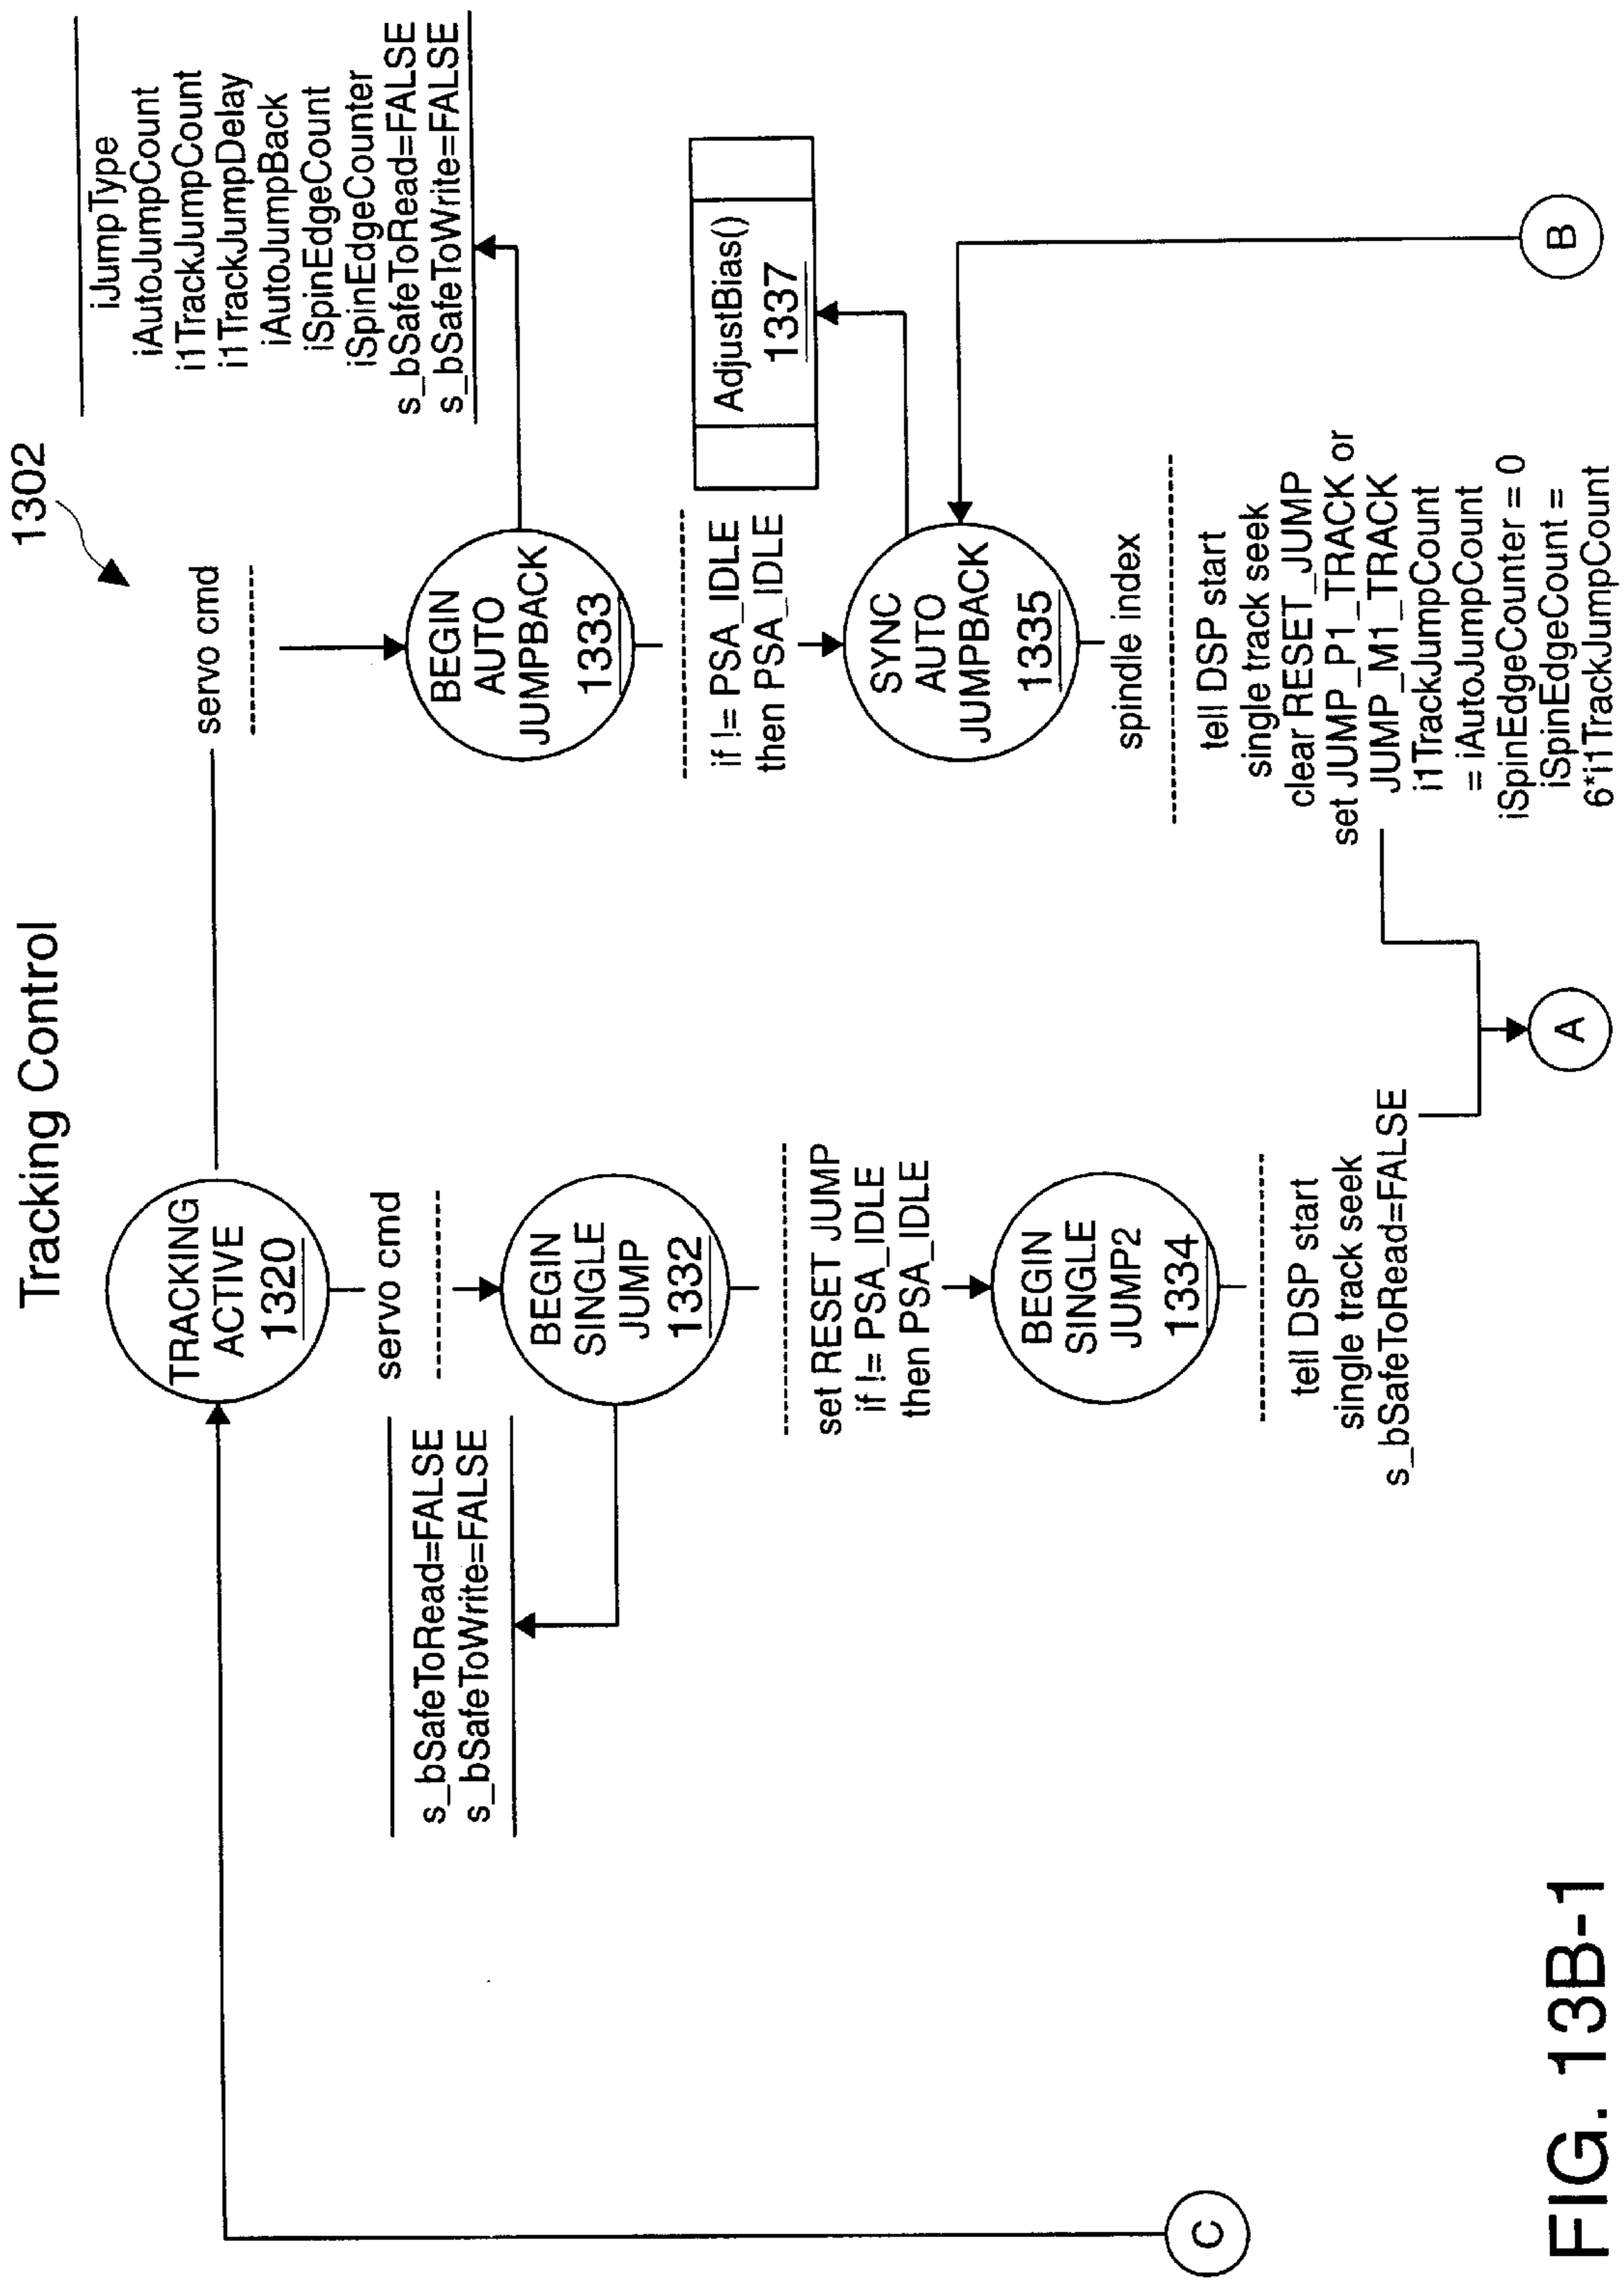 Tracking Control
1302
TRACKING
ACTIVE
1320
servo cmd
servo cmd
iJumpType
iAutoJumpCount
i1TrackJumpCount
i1TrackJumpDelay
iAutoJumpBack
iSpinEdgeCount
iSpinEdgeCounter
s_bSafeToRead=FALSE
s_bSafeToWrite=FALSE
s_bSafeToRead=FALSE
s_bSafeToWrite=FALSE
BEGIN
SINGLE
JUMP
1332
BEGIN
AUTO
JUMPBACK
1333
set RESET JUMP
if != PSA_IDLE
then PSA_IDLE
if != PSA_IDLE
then PSA_IDLE
AdjustBias()
1337
BEGIN
SINGLE
JUMP2
1334
SYNC
AUTO
JUMPBACK
1335
tell DSP start
single track seek
s_bSafeToRead=FALSE
spindle index
tell DSP start
single track seek
clear RESET_JUMP
set JUMP_P1_TRACK or
JUMP_M1_TRACK
i1TrackJumpCount
= iAutoJumpCount
iSpinEdgeCounter = 0
iSpinEdgeCount =
6*i1TrackJumpCount
C
A
B
FIG. 13B-1